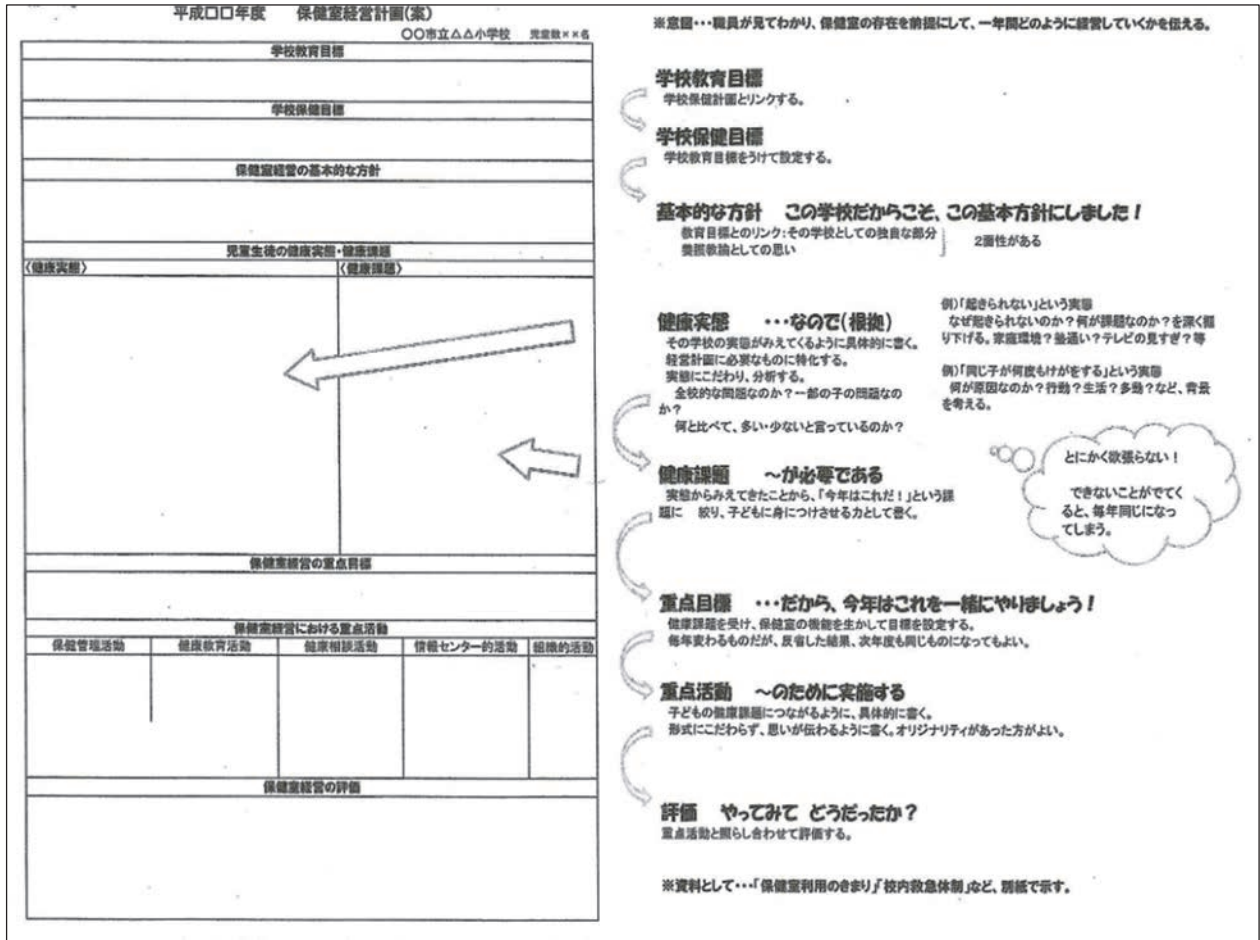 平成□□年度 保健室経営計画(案)
○○市立△△小学校 児童数××名
学校教育目標
学校保健目標
保健室経営の基本的な方針
児童生徒の健康実態・健康課題
〈健康実態〉
〈健康課題〉
保健室経営の重点目標
保健室経営における重点活動
保健管理活動
健康教育活動
健康相談活動
情報センター的活動
組織的活動
保健室経営の評価
※意図・・・職員が見てわかり、保健室の存在を前提にして、一年間どのように経営していくかを伝える。
学校教育目標
学校保健計画とリンクする。
学校保健目標
学校教育目標をうけて設定する。
基本的な方針 この学校だからこそ、この基本方針にしました!
教育目標とのリンク:その学校としての独自な部分
養護教諭としての思い
2面性がある
健康実態 ・・・なので(根拠)
その学校の実態がみえてくるように具体的に書く。
経営計画に必要なものに特化する。
実態にこだわり、分析する。
全校的な問題なのか?一部の子の問題なの
か?
何と比べて、多い・少ないと言っているのか?
例)「起きられない」という実態
なぜ起きられないのか?何が課題なのか?を深く掘
り下げる。家庭環境?塾通い?テレビの見すぎ?等
例)「同じ子が何度もけがをする」という実態
何が原因なのか?行動?生活?多動?など、背景
を考える。
健康課題 ~が必要である
実態からみえてきたことから、「今年はこれだ!」という課
題に 絞り、子どもに身につけさせる力として書く。
とにかく欲張らない!
できないことがでてく
ると、毎年同じになっ
てしまう。
重点目標 ・・・だから、今年はこれを一緒にやりましょう!
健康課題を受け、保健室の機能を生かして目標を設定する。
毎年変わるものだが、反省した結果、次年度も同じものになってもよい。
重点活動 ~のために実施する
子どもの健康課題につながるように、具体的に書く。
形式にこだわらず、思いが伝わるように書く。オリジナリティがあった方がよい。
評価 やってみて どうだったか?
重点活動と照らし合わせて評価する。
※資料として・・・「保健室利用のきまり」「校内救急体制」など、別紙で示す。